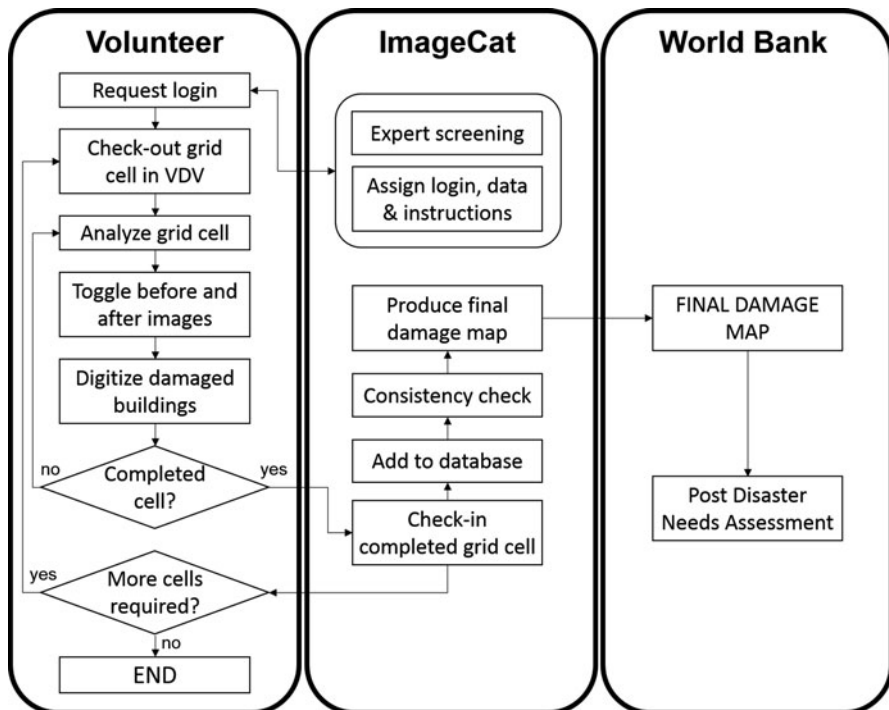 Volunteer
Request login
Check-out grid
cell in VDV
Analyze grid cell
Toggle before and
after images
Digitize damaged
buildings
no
Completed
cell?
yes
yes
More cells
required?
no
END
ImageCat
Expert screening
Assign login, data
& instructions
Produce final
damage map
Consistency check
Add to database
Check-in
completed grid cell
World Bank
FINAL DAMAGE
MAP
Post Disaster
Needs Assessment